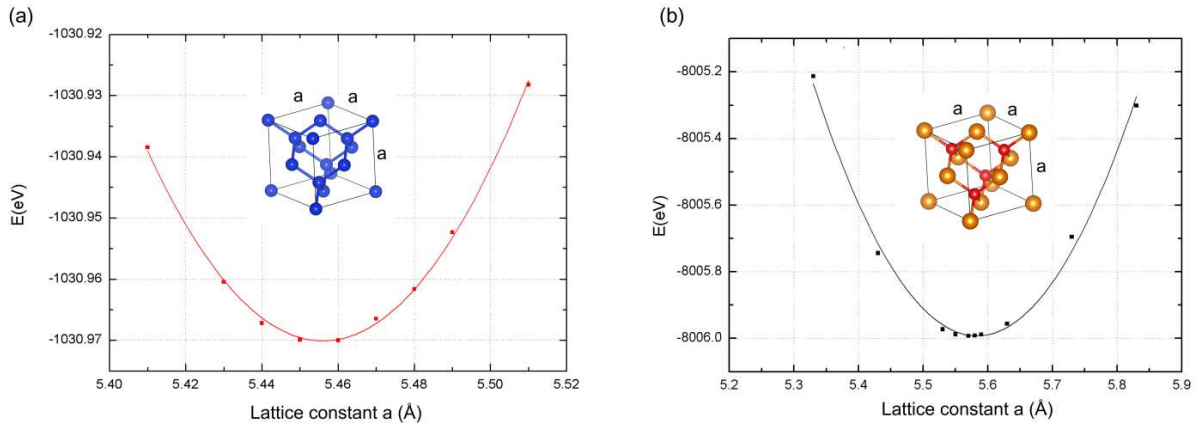 (a)
-1030.92
-1030.93
-1030.94
-1030.95
-1030.96
-1030.97
E(eV)
a a
a
5.40 5.42 5.44 5.46 5.48 5.50 5.52
Lattice constant a (Å)
(b)
-8005.2
-8005.4
-8005.6
-8005.8
-8006.0
E(eV)
a a
a
5.2 5.3 5.4 5.5 5.6 5.7 5.8 5.9
Lattice constant a (Å)